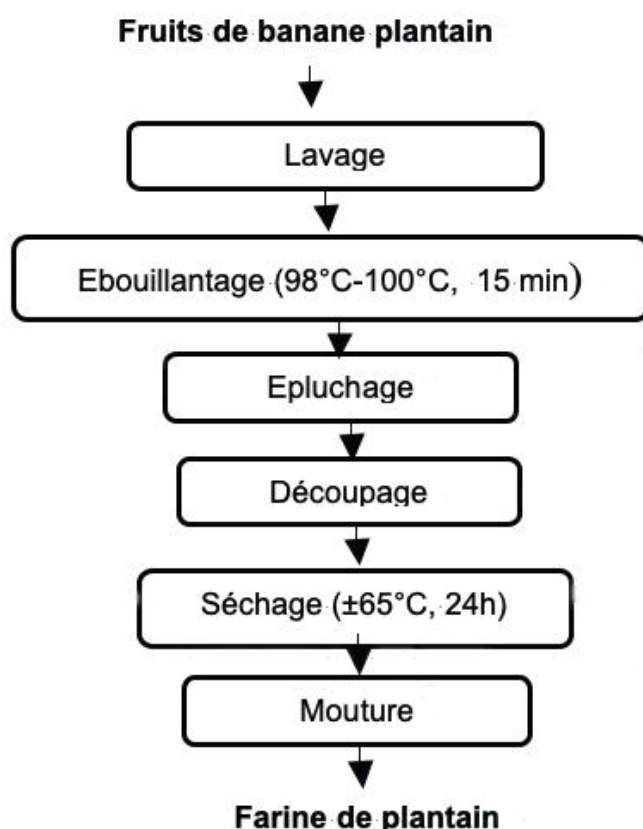 Fruits de banane plantain
Lavage
Ebouillantage (98°C-100°C, 15 min)
Epluchage
Découpage
Séchage (±65°C, 24h)
Mouture
Farine de plantain